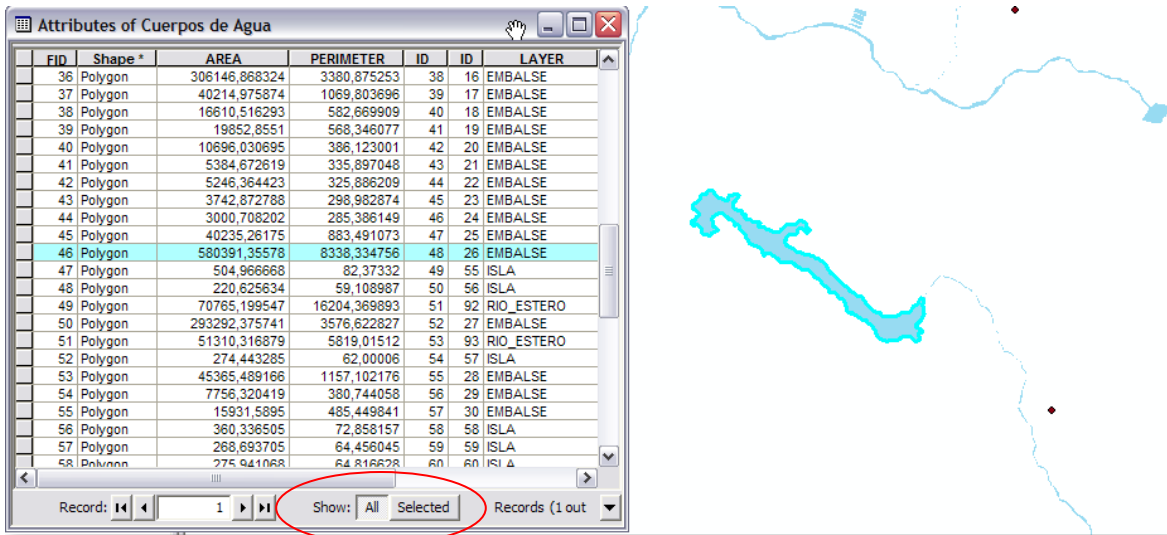 Attributes of Cuerpos de Agua
FID Shape * AREA PERIMETER ID ID LAYER
36 Polygon 306146,868324 3380,875253 38 16 EMBALSE
37 Polygon 40214,975874 1069,803696 39 17 EMBALSE
38 Polygon 16610,516293 582,669909 40 18 EMBALSE
39 Polygon 19852,8551 568,346077 41 19 EMBALSE
40 Polygon 10696,030695 386,123001 42 20 EMBALSE
41 Polygon 5384,672619 335,897048 43 21 EMBALSE
42 Polygon 5246,364423 325,886209 44 22 EMBALSE
43 Polygon 3742,872788 298,982874 45 23 EMBALSE
44 Polygon 3000,708202 285,386149 46 24 EMBALSE
45 Polygon 40235,26175 883,491073 47 25 EMBALSE
46 Polygon 580391,35578 8338,334756 48 26 EMBALSE
47 Polygon 504,966668 82,37332 49 55 ISLA
48 Polygon 220,625634 59,108987 50 56 ISLA
49 Polygon 70765,199547 16204,369893 51 92 RIO_ESTERO
50 Polygon 293292,375741 3576,622827 52 27 EMBALSE
51 Polygon 51310,316879 5819,01512 53 93 RIO_ESTERO
52 Polygon 274,443285 62,00006 54 57 ISLA
53 Polygon 45365,489166 1157,102176 55 28 EMBALSE
54 Polygon 7756,320419 380,744058 56 29 EMBALSE
55 Polygon 15931,5895 485,449841 57 30 EMBALSE
56 Polygon 360,336505 72,858157 58 58 ISLA
57 Polygon 268,693705 64,456045 59 59 ISLA
58 Polygon 275,941068 64,816628 60 60 ISLA
Record: 1 Show: All Selected Records (1 out